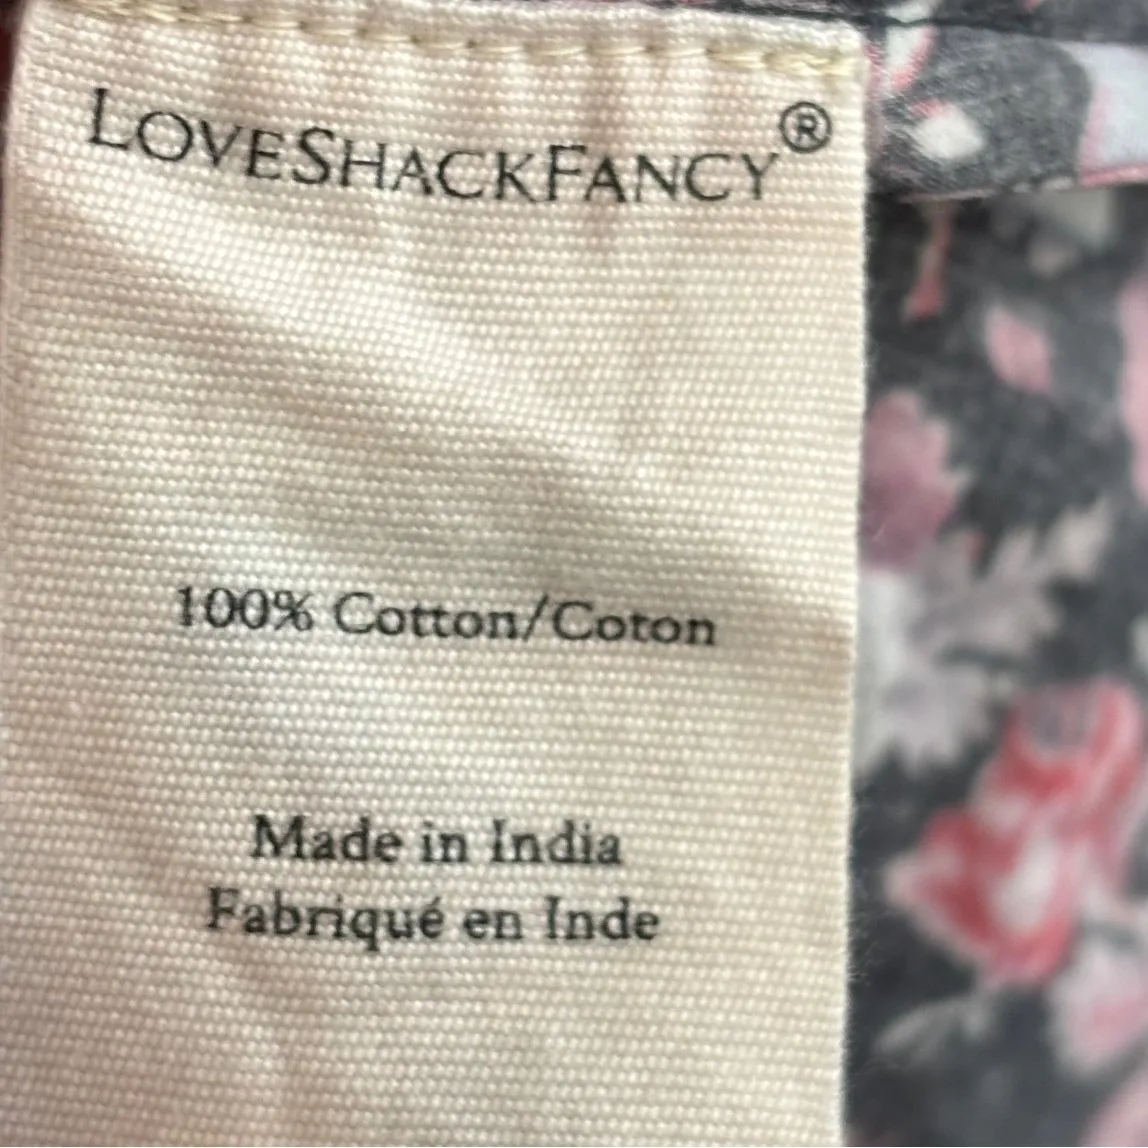 LOVESHACKFANCY®
100% Cotton/Coton
Made in India
Fabriqué en Inde